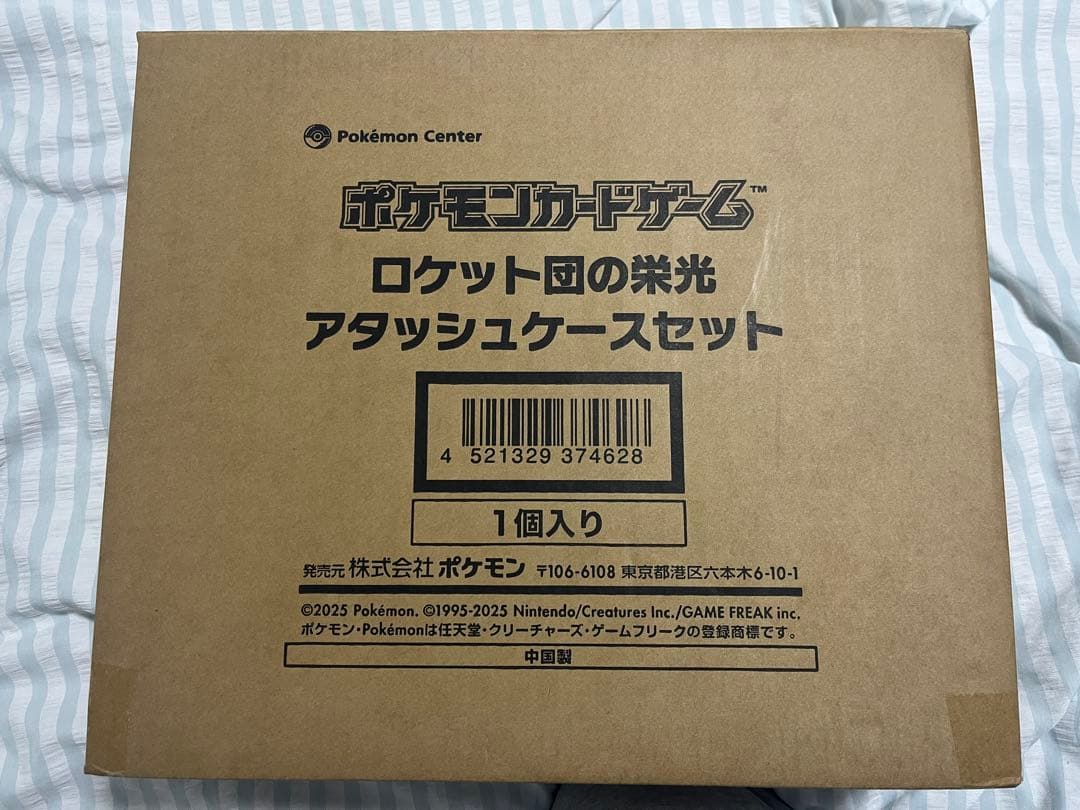 Pokémon Center
ポケモンカードゲーム™
ロケット団の栄光
アタッシュケースセット
4 521329 374628
1個入り
発売元 株式会社 ポケモン 〒106-6108 東京都港区六本木6-10-1
©2025 Pokémon. ©1995-2025 Nintendo/Creatures Inc./GAME FREAK inc.
ポケモン・Pokémonは任天堂・クリーチャーズ・ゲームフリークの登録商標です。
中国製